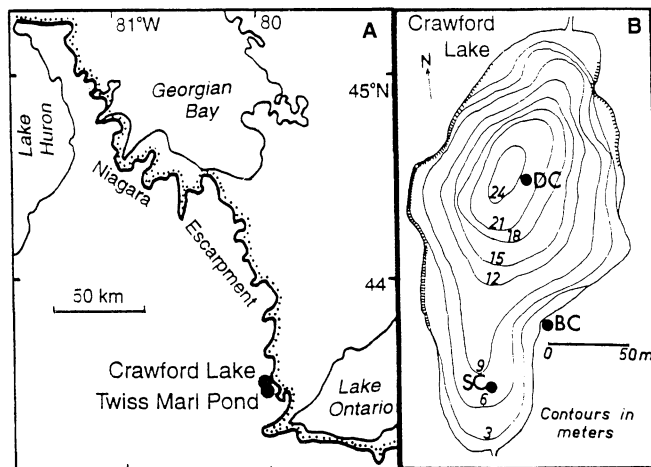 81°W
80
A
Georgian
Bay
45°N
Lake
Huron
Niagara
Escarpment
50 km
44
Crawford Lake
Twiss Marl Pond
Lake
Ontario
Crawford
Lake
B
N
DC
24
21
18
15
12
BC
0 50m
9
SC
6
3
Contours in
meters